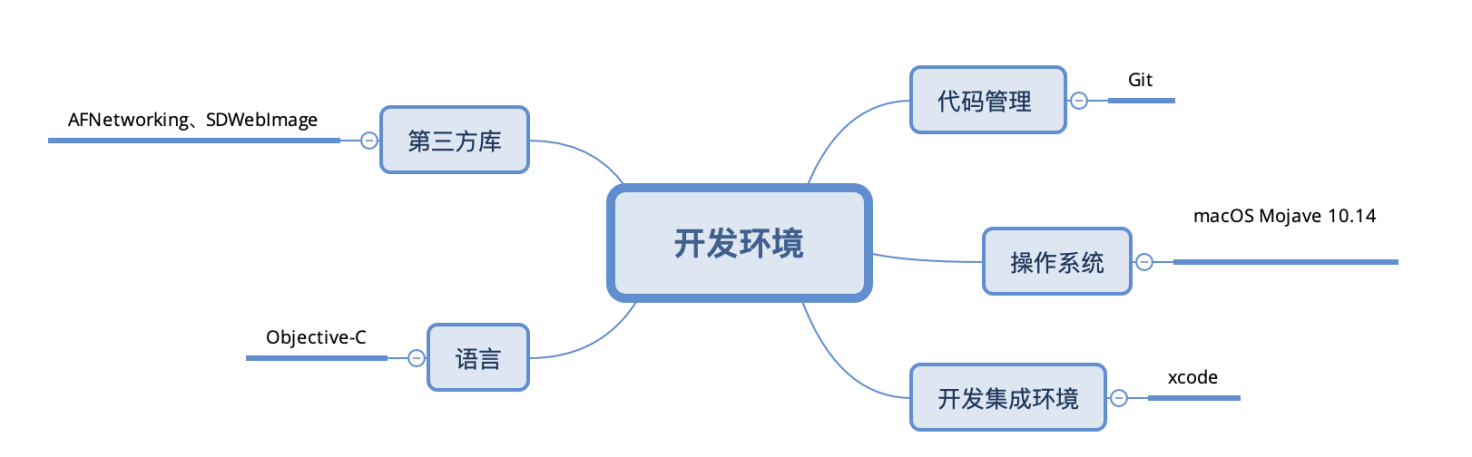 开发环境
代码管理
Git
操作系统
macOS Mojave 10.14
开发集成环境
xcode
第三方库
AFNetworking、SDWebImage
语言
Objective-C